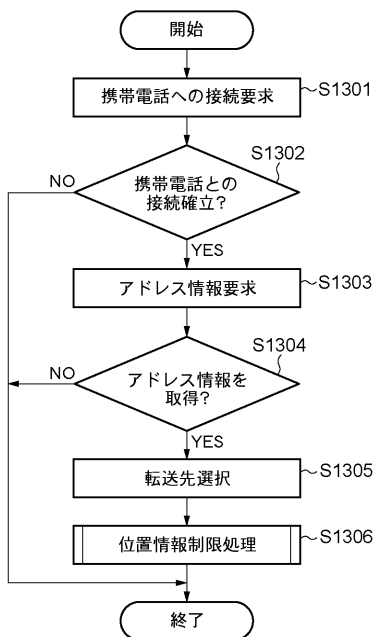 開始
携帯電話への接続要求
S1301
S1302
NO
携帯電話との
接続確立?
YES
アドレス情報要求
S1303
S1304
NO
アドレス情報を
取得?
YES
転送先選択
S1305
位置情報制限処理
S1306
終了